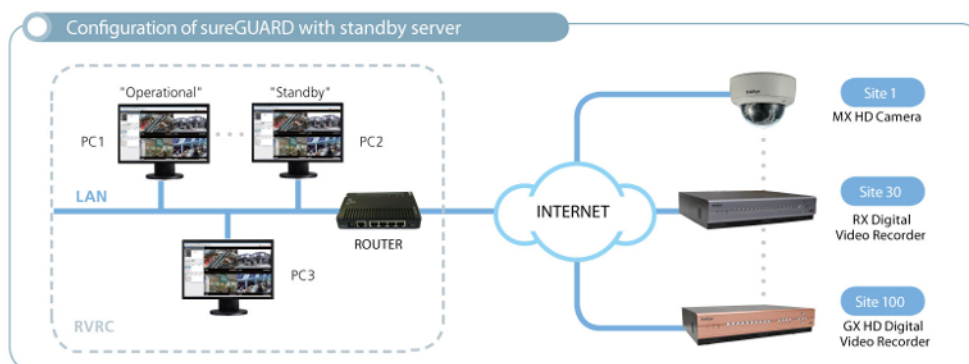 Configuration of sureGUARD with standby server
"Operational"
"Standby"
PC1
PC2
LAN
ROUTER
PC3
RVRC
INTERNET
Site 1
MX HD Camera
Site 30
RX Digital
Video Recorder
Site 100
GX HD Digital
Video Recorder